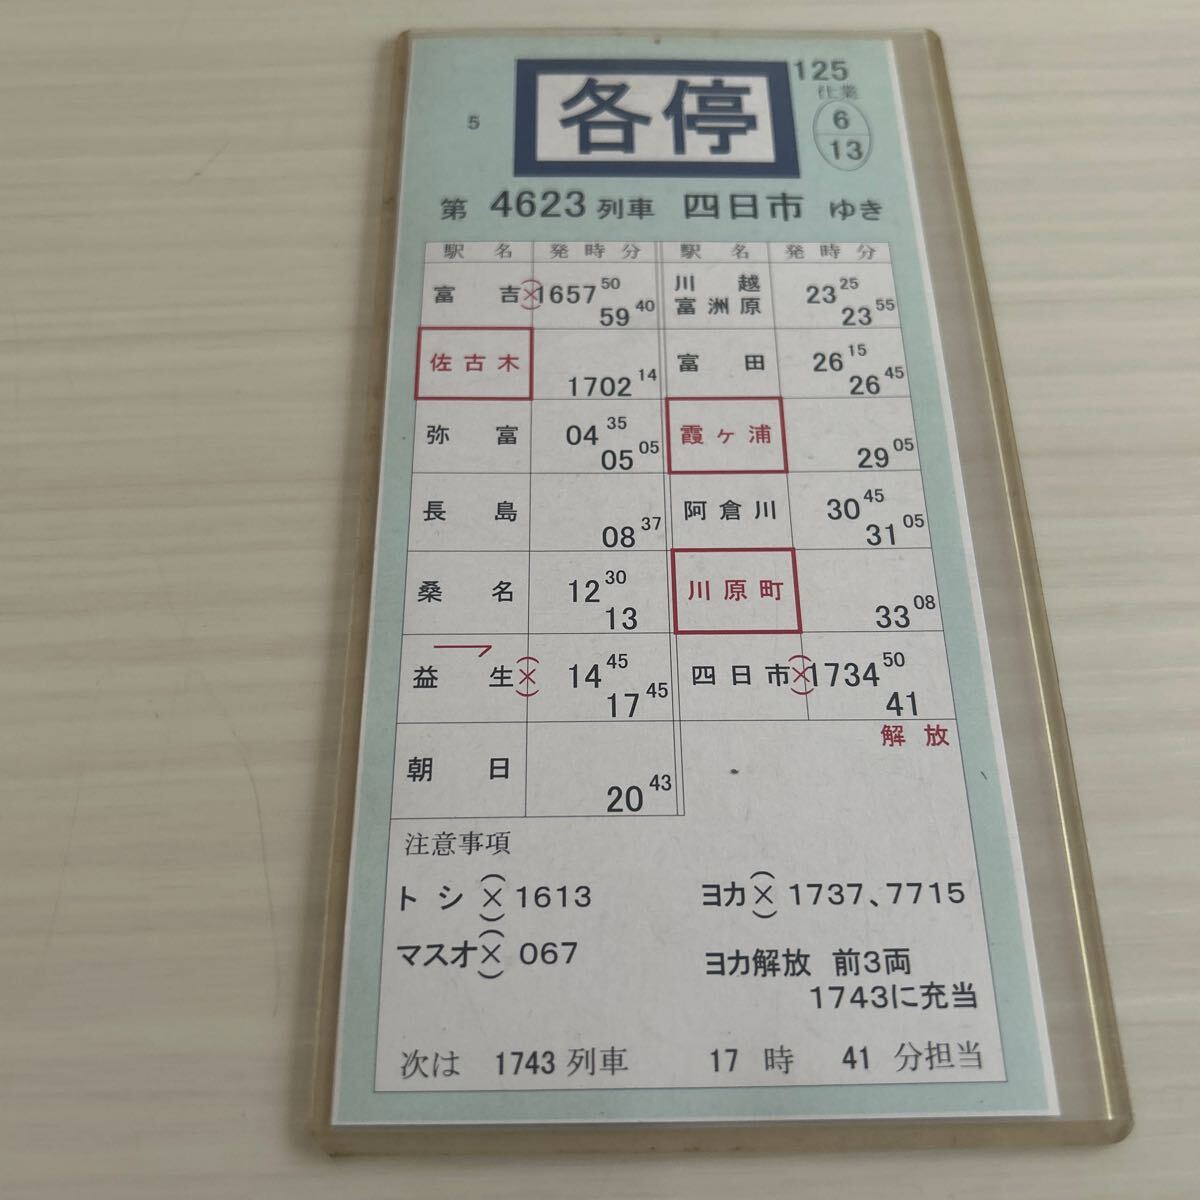 125
仕業
5
各停
6
13
第 4623 列車 四日市 ゆき
駅名 発時分 駅名 発時分
富吉 (×) 1657 50
59 40
佐古木 1702 14
弥富 04 35
05 05
長島 08 37
桑名 12 30
13
益生 (×) 14 45
17 45
朝日 20 43
川越
富洲原 23 25
23 55
富田 26 15
26 45
霞ヶ浦 29 05
阿倉川 30 45
31 05
川原町 33 08
四日市 (×) 1734 50
41
解放
注意事項
トシ(×) 1613
マスオ(×) 067
ヨカ(×) 1737、7715
ヨカ解放 前3両
1743に充当
次は 1743 列車 17 時 41 分担当